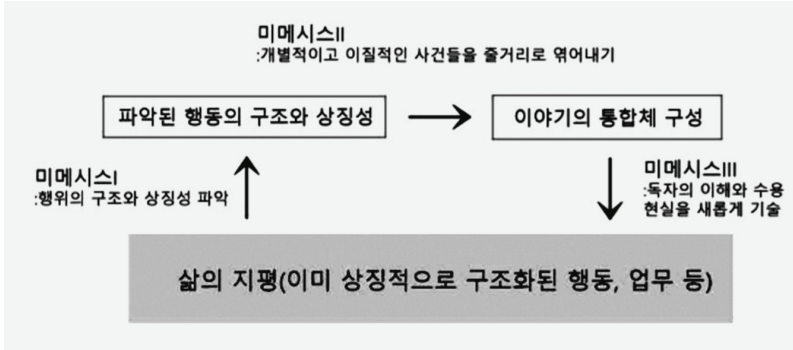 미메시스II
:개별적이고 이질적인 사건들을 줄거리로 엮어내기
파악된 행동의 구조와 상징성
이야기의 통합체 구성
미메시스I
:행위의 구조와 상징성 파악
미메시스III
:독자의 이해와 수용
현실을 새롭게 기술
삶의 지평(이미 상징적으로 구조화된 행동, 업무 등)